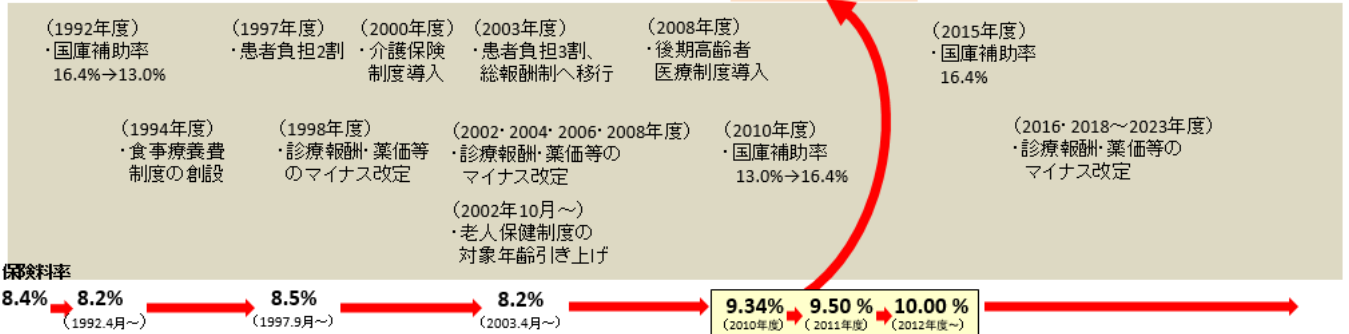 (1992年度)
・国庫補助率
16.4%→13.0%
(1997年度)
・患者負担2割
(2000年度)
・介護保険
制度導入
(2003年度)
・患者負担3割、
総報酬制へ移行
(2008年度)
・後期高齢者
医療制度導入
(2015年度)
・国庫補助率
16.4%
(1994年度)
・食事療養費
制度の創設
(1998年度)
・診療報酬・薬価等
のマイナス改定
(2002・2004・2006・2008年度)
・診療報酬・薬価等の
マイナス改定
(2002年10月~)
・老人保健制度の
対象年齢引き上げ
(2010年度)
・国庫補助率
13.0%→16.4%
(2016・2018~2023年度)
・診療報酬・薬価等の
マイナス改定
保険料率
8.4%
8.2%
(1992.4月~)
8.5%
(1997.9月~)
8.2%
(2003.4月~)
9.34%
(2010年度)
9.50 %
(2011年度)
10.00 %
(2012年度~)